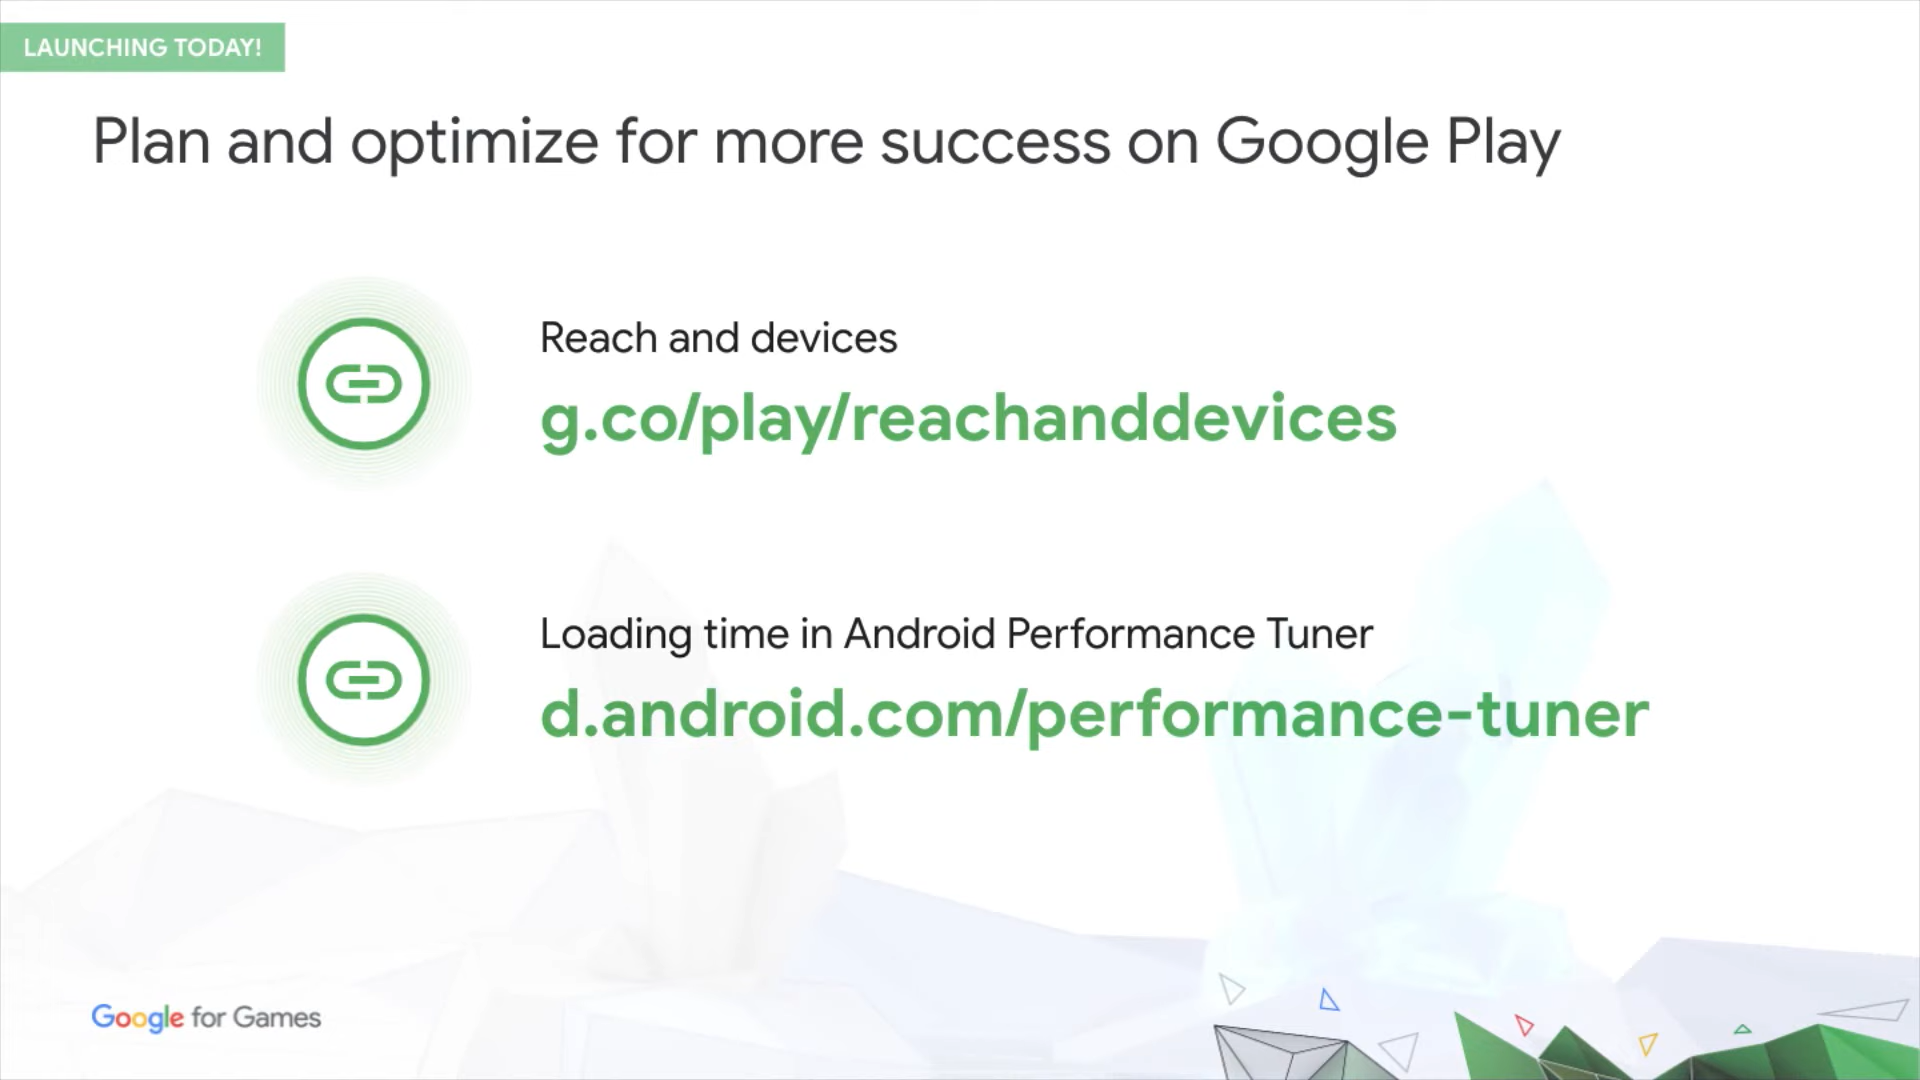 LAUNCHING TODAY!
Plan and optimize for more success on Google Play
Reach and devices
g.co/play/reachanddevices
Loading time in Android Performance Tuner
d.android.com/performance-tuner
Google for Games